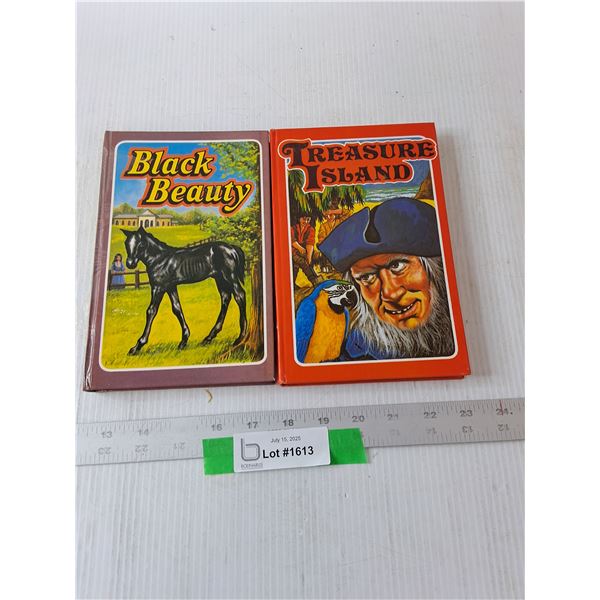 Black
Beauty
TREASURE
ISLAND
13 14 15 16 17 18 19 20 21 22 23 24
July 15, 2025
Lot #1613
b
BODNARUS